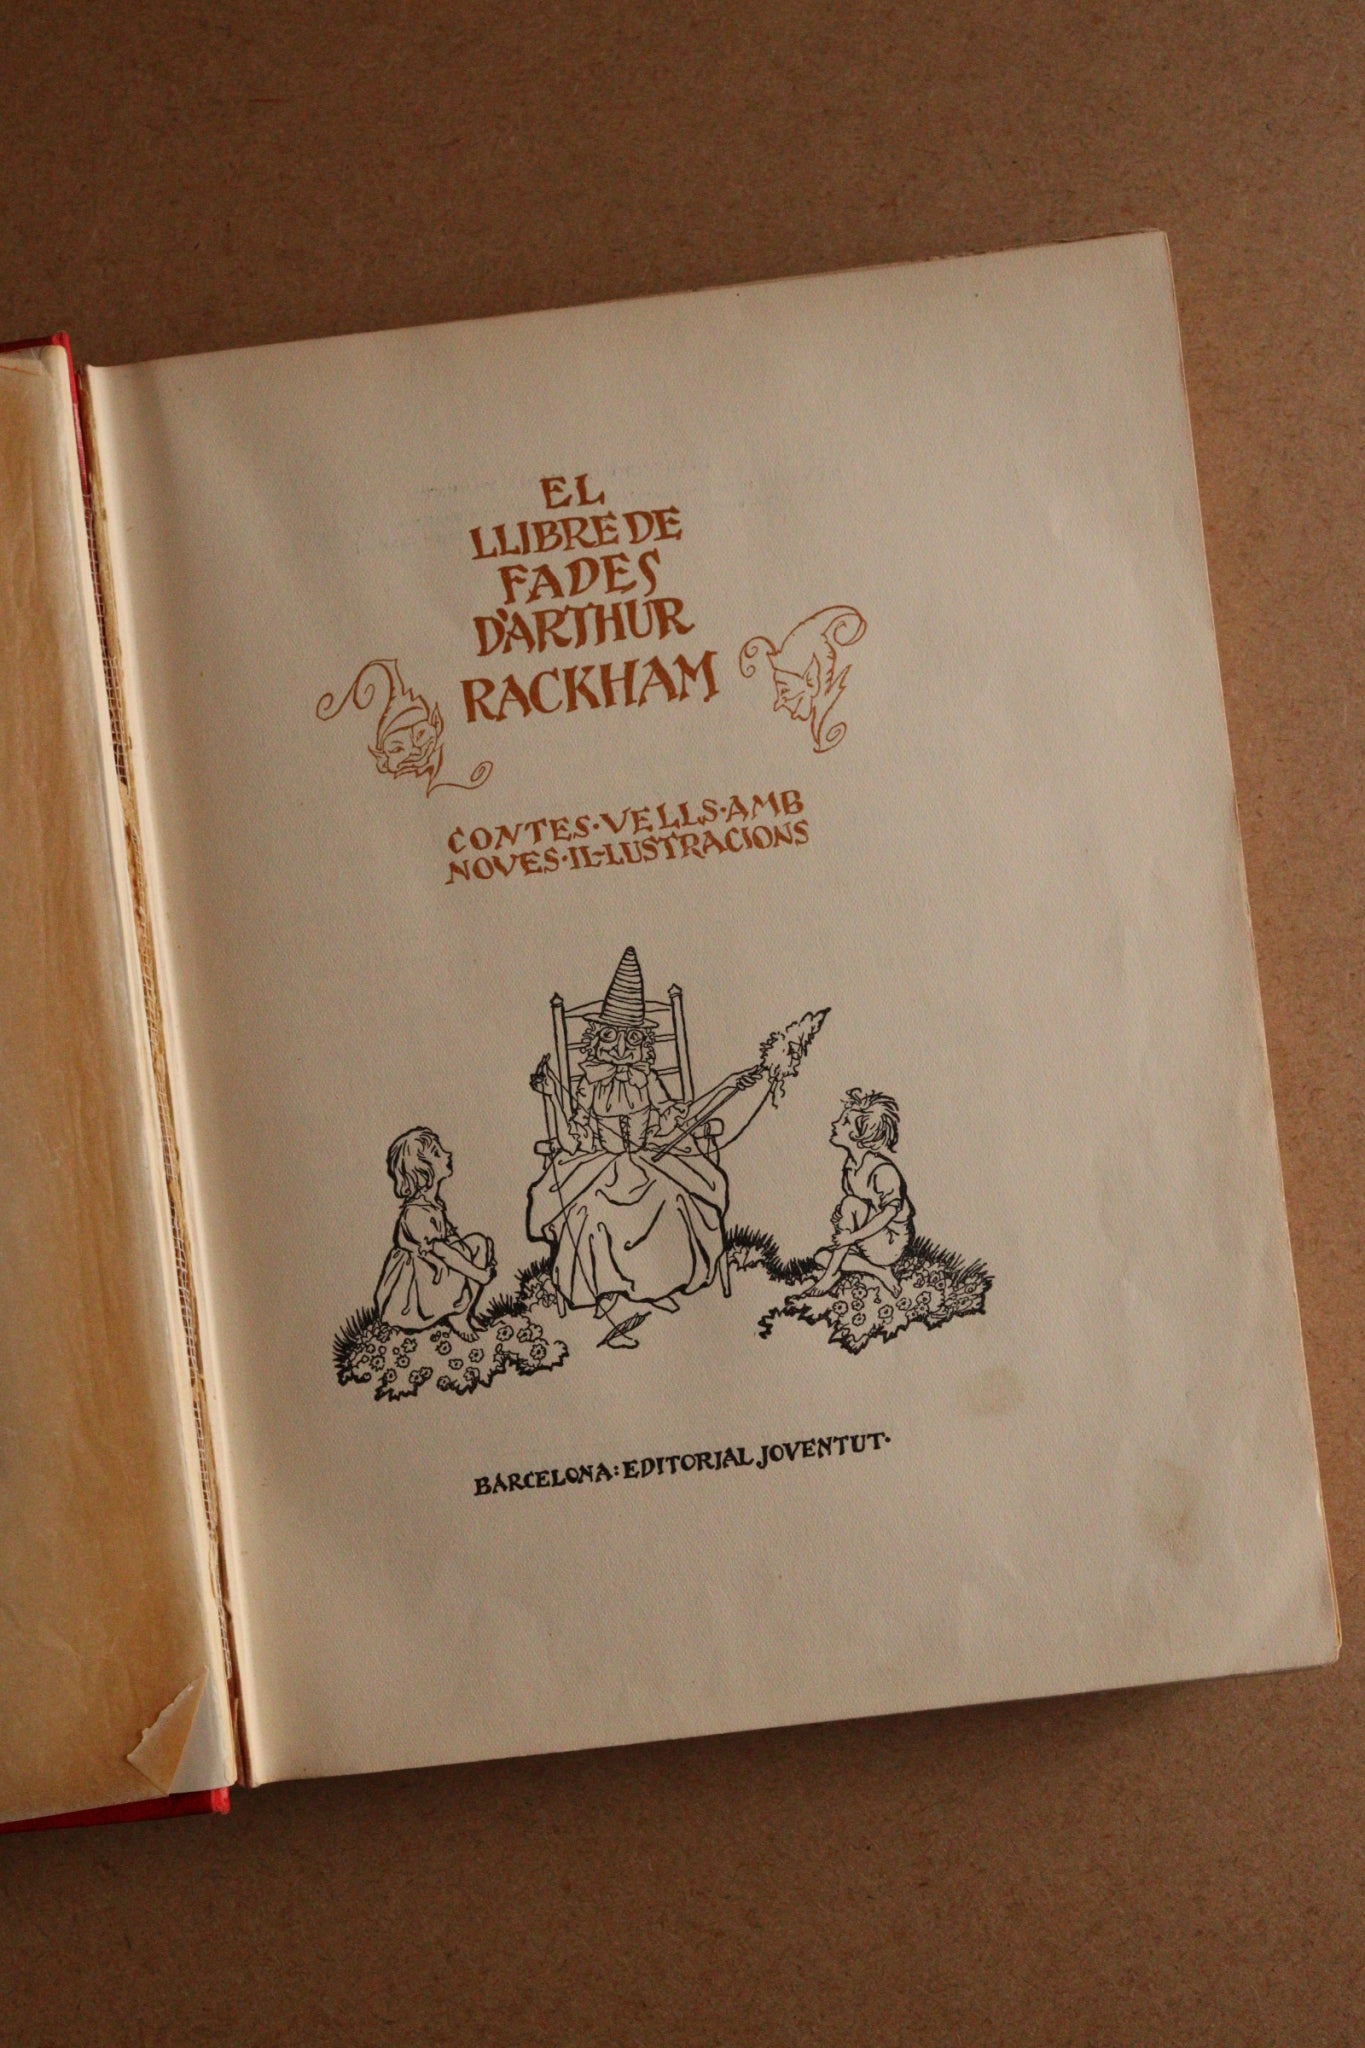 EL
LLIBRE DE
FADES
D'ARTHUR
RACKHAM
CONTES·VELLS·AMB
NOVES·IL-LUSTRACIONS
BARCELONA: EDITORIAL JOVENTUT·